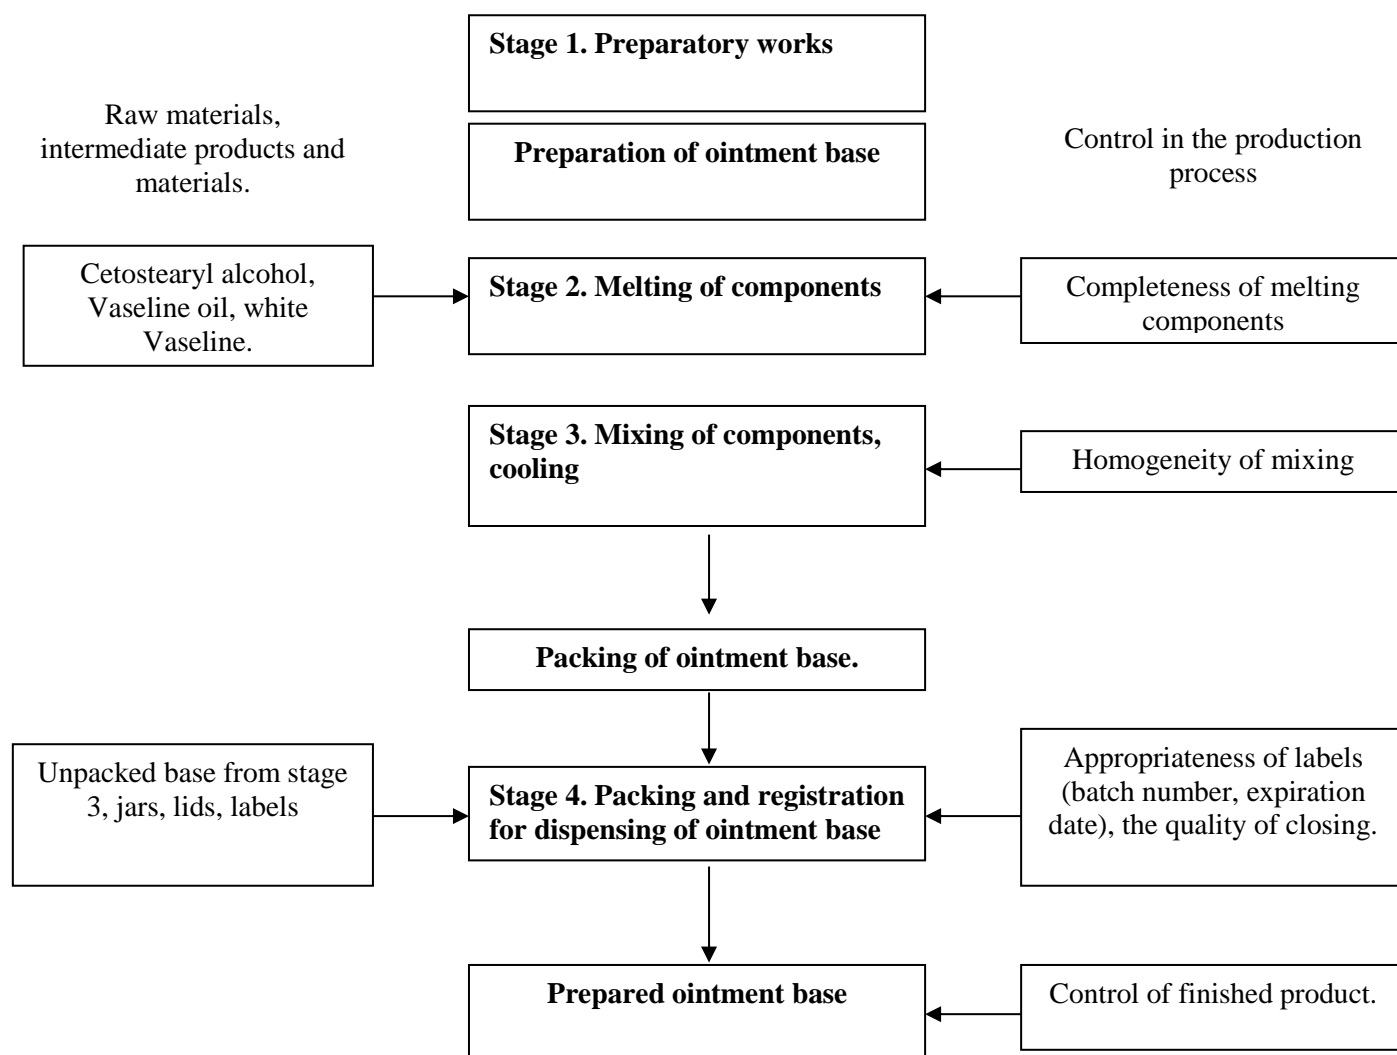 Stage 1. Preparatory works
Raw materials,
intermediate products and
materials.
Preparation of ointment base
Control in the production
process
Cetostearyl alcohol,
Vaseline oil, white
Vaseline.
Stage 2. Melting of components
Completeness of melting
components
Stage 3. Mixing of components,
cooling
Homogeneity of mixing
Packing of ointment base.
Unpacked base from stage
3, jars, lids, labels
Stage 4. Packing and registration
for dispensing of ointment base
Appropriateness of labels
(batch number, expiration
date), the quality of closing.
Prepared ointment base
Control of finished product.